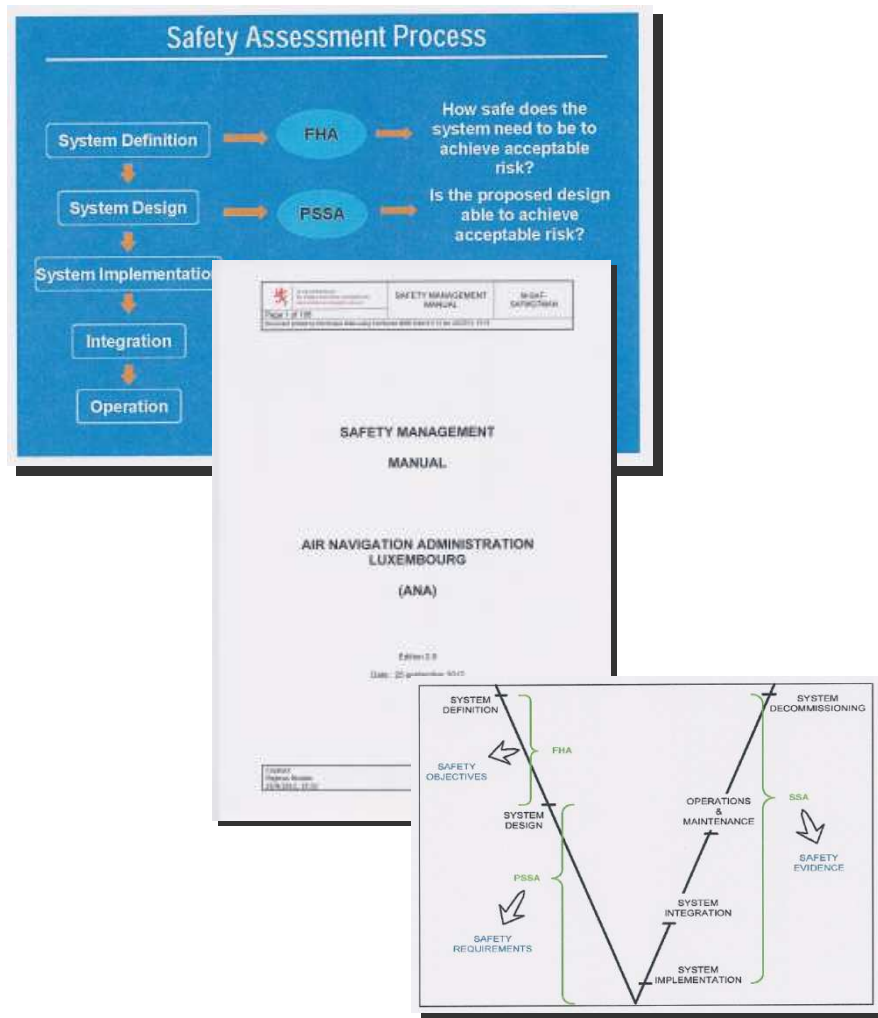 Safety Assessment Process
System Definition
FHA
How safe does the
system need to be to
achieve acceptable
risk?
System Design
PSSA
Is the proposed design
able to achieve
acceptable risk?
System Implementatio
Integration
Operation
SAFETY MANAGEMENT
MANUAL
Page 1 of
SAFETY MANAGEMENT
MANUAL
AIR NAVIGATION ADMINISTRATION
LUXEMBOURG
(ANA)
Edition
Date:
SYSTEM
DEFINITION
FHA
SAFETY
OBJECTIVES
SYSTEM
DESIGN
PSSA
SAFETY
REQUIREMENTS
SYSTEM
DECOMMISSIONING
OPERATIONS
&
MAINTENANCE
SSA
SAFETY
EVIDENCE
SYSTEM
INTEGRATION
SYSTEM
IMPLEMENTATION